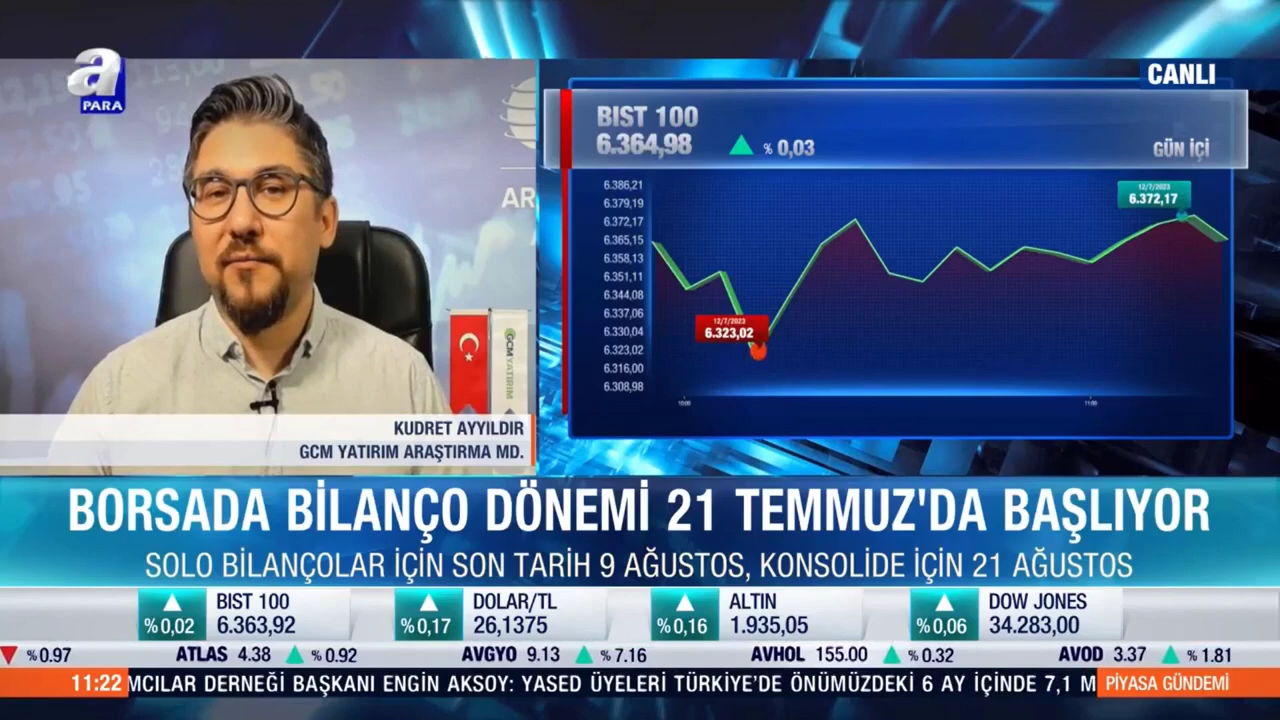 a
PARA
AR
GCM YATIRIM
KUDRET AYYILDIR
GCM YATIRIM ARAŞTIRMA MD.
CANLI
BIST 100
6.364,98 % 0,03
GÜN İÇİ
6.386,21
6.379,19
6.372,17
6.365,15
6.358,13
6.351,11
6.344,08
6.337,06
6.330,04
6.323,02
6.316,00
6.308,98
12/7/2023
6.323,02
12/7/2023
6.372,17
10:00 11:00
BORSADA BİLANÇO DÖNEMİ 21 TEMMUZ'DA BAŞLIYOR
SOLO BİLANÇOLAR İÇİN SON TARİH 9 AĞUSTOS, KONSOLİDE İÇİN 21 AĞUSTOS
% 0,02 BIST 100 6.363,92
% 0,17 DOLAR/TL 26,1375
% 0,16 ALTIN 1.935,05
% 0,06 DOW JONES 34.283,00
% 0.97 ATLAS 4.38 % 0.92 AVGYO 9.13 % 7.16 AVHOL 155.00 % 0.32 AVOD 3.37 % 1.81
11:22 MCILAR DERNEĞİ BAŞKANI ENGİN AKSOY: YASED ÜYELERİ TÜRKİYE'DE ÖNÜMÜZDEKİ 6 AY İÇİNDE 7,1 M PİYASA GÜNDEMİ